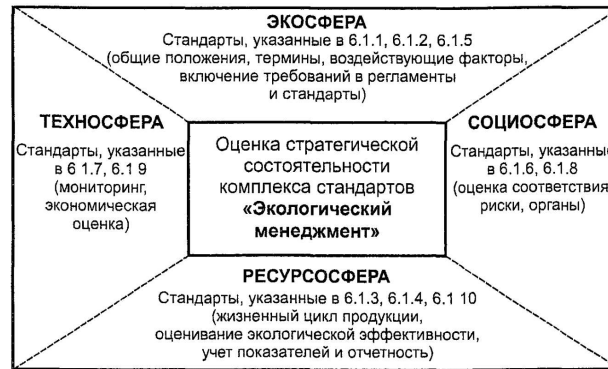 ЭКОСФЕРА
Стандарты, указанные в 6.1.1, 6.1.2, 6.1.5
(общие положения, термины, воздействующие факторы,
включение требований в регламенты
и стандарты)
ТЕХНОСФЕРА
Стандарты, указанные
в 6 1.7, 6.1 9
(мониторинг,
экономическая
оценка)
Оценка стратегической
состоятельности
комплекса стандартов
«Экологический
менеджмент»
СОЦИОСФЕРА
Стандарты, указанные
в 6.1.6, 6.1.8
(оценка соответствия,
риски, органы)
РЕСУРСОСФЕРА
Стандарты, указанные в 6.1.3, 6.1.4, 6.1 10
(жизненный цикл продукции,
оценивание экологической эффективности,
учет показателей и отчетность)